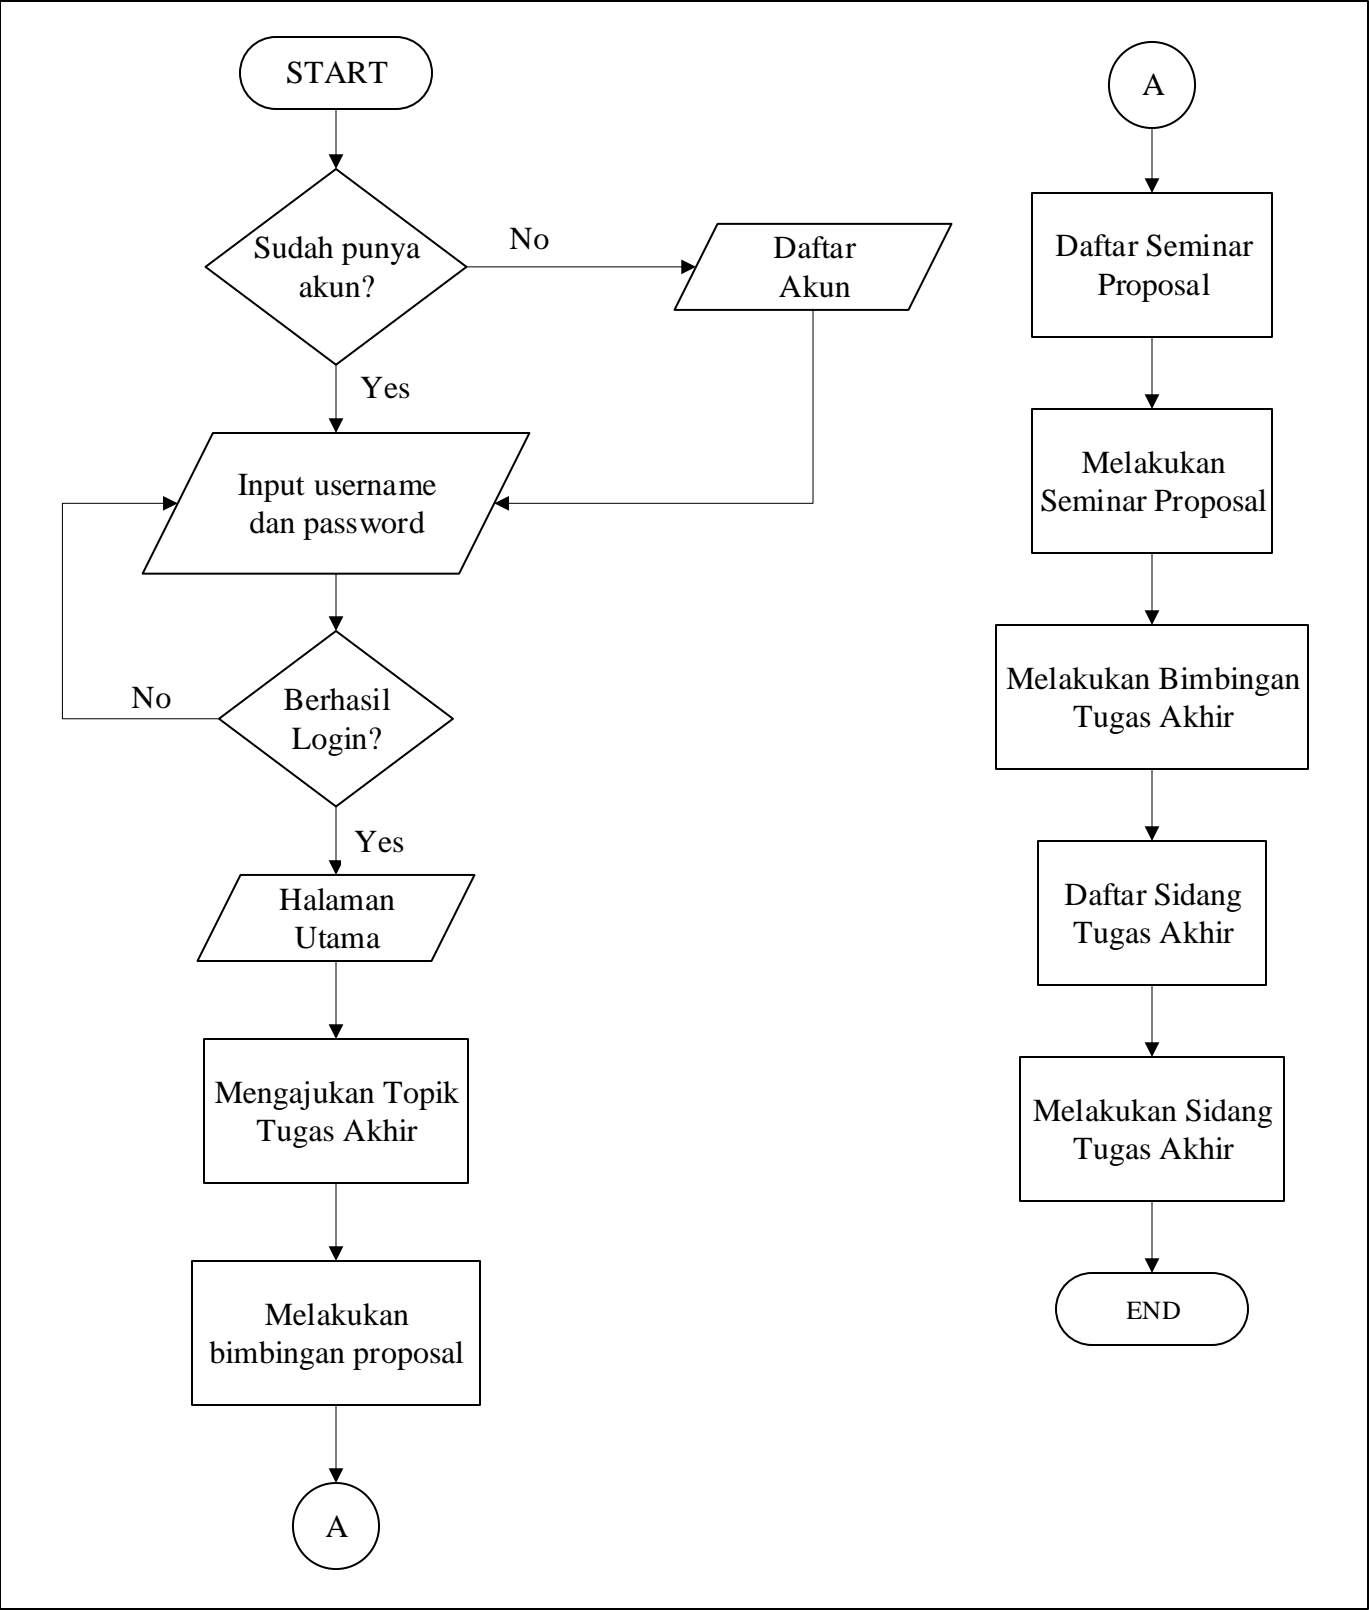 START
Sudah punya
akun?
No
Daftar
Akun
Yes
Input username
dan password
Berhasil
Login?
No
Yes
Halaman
Utama
Mengajukan Topik
Tugas Akhir
Melakukan
bimbingan proposal
A
A
Daftar Seminar
Proposal
Melakukan
Seminar Proposal
Melakukan Bimbingan
Tugas Akhir
Daftar Sidang
Tugas Akhir
Melakukan Sidang
Tugas Akhir
END